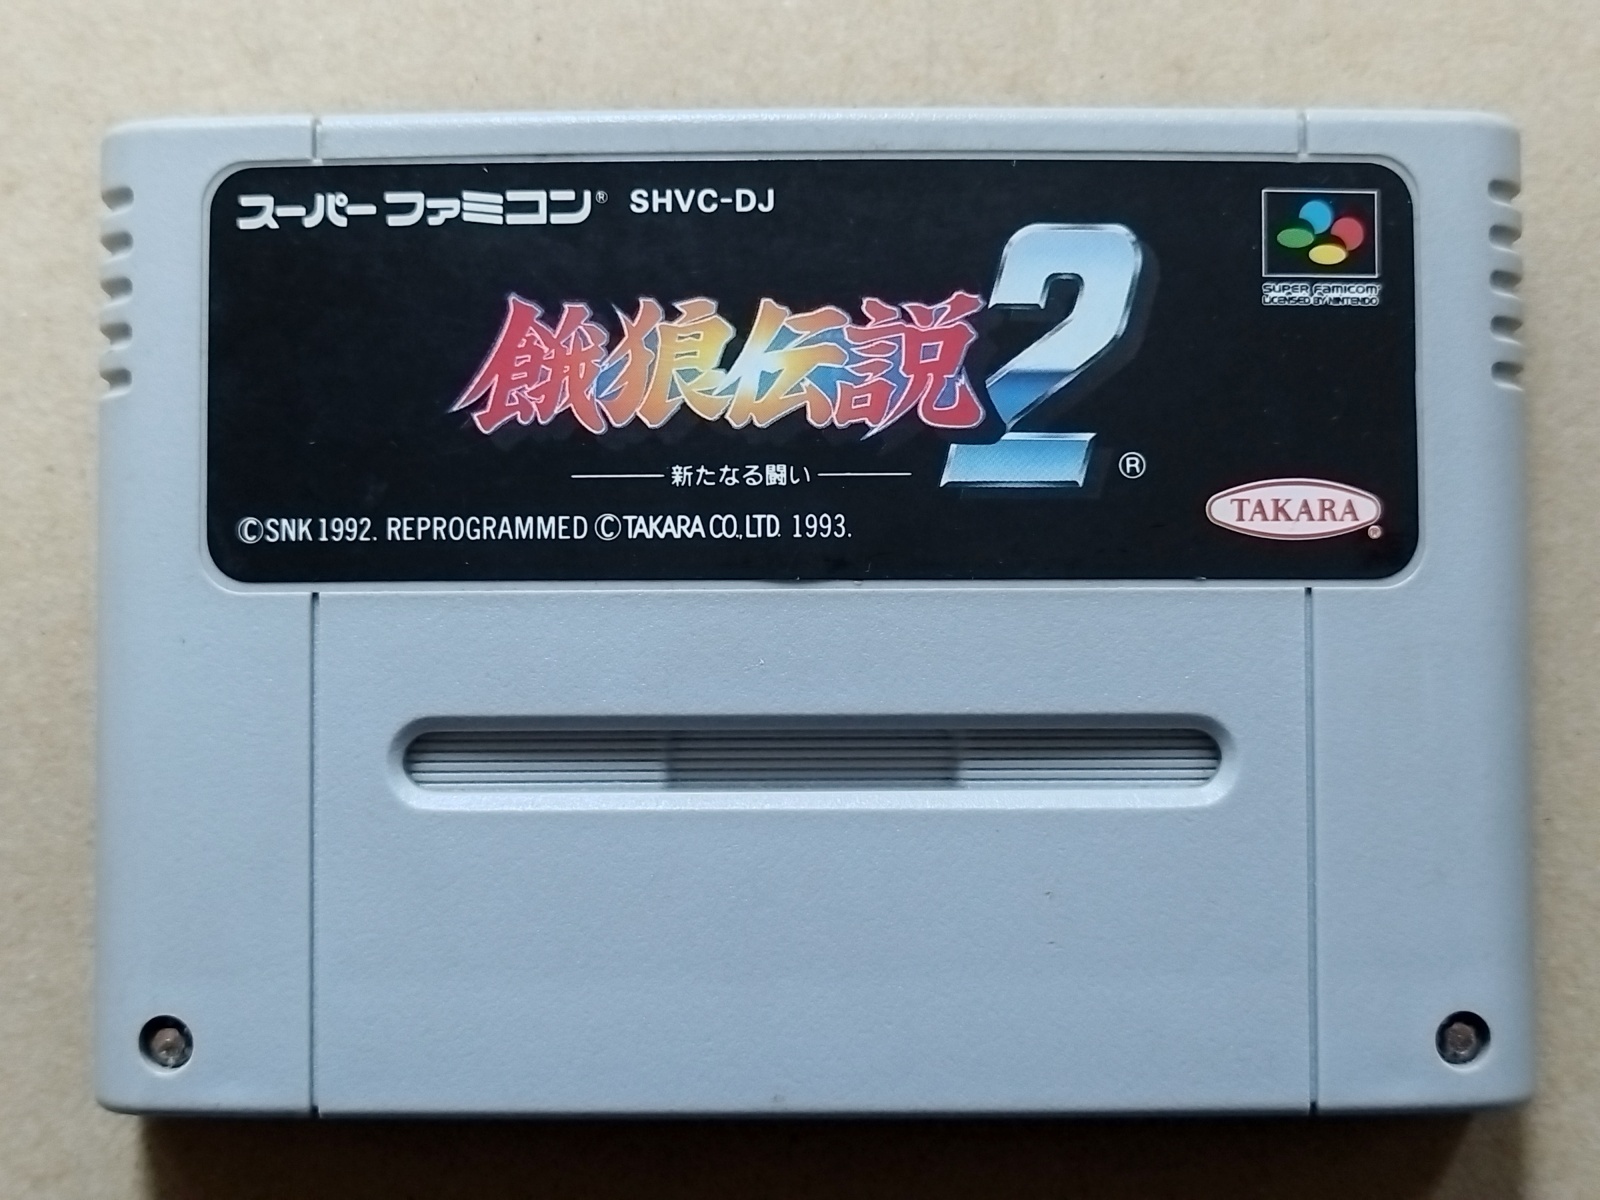 スーパーファミコン® SHVC-DJ
SUPER FAMICOM
LICENSED BY NINTENDO
餓狼伝説2
新たなる闘い
®
TAKARA®
©SNK 1992. REPROGRAMMED ©TAKARA CO.,LTD. 1993.